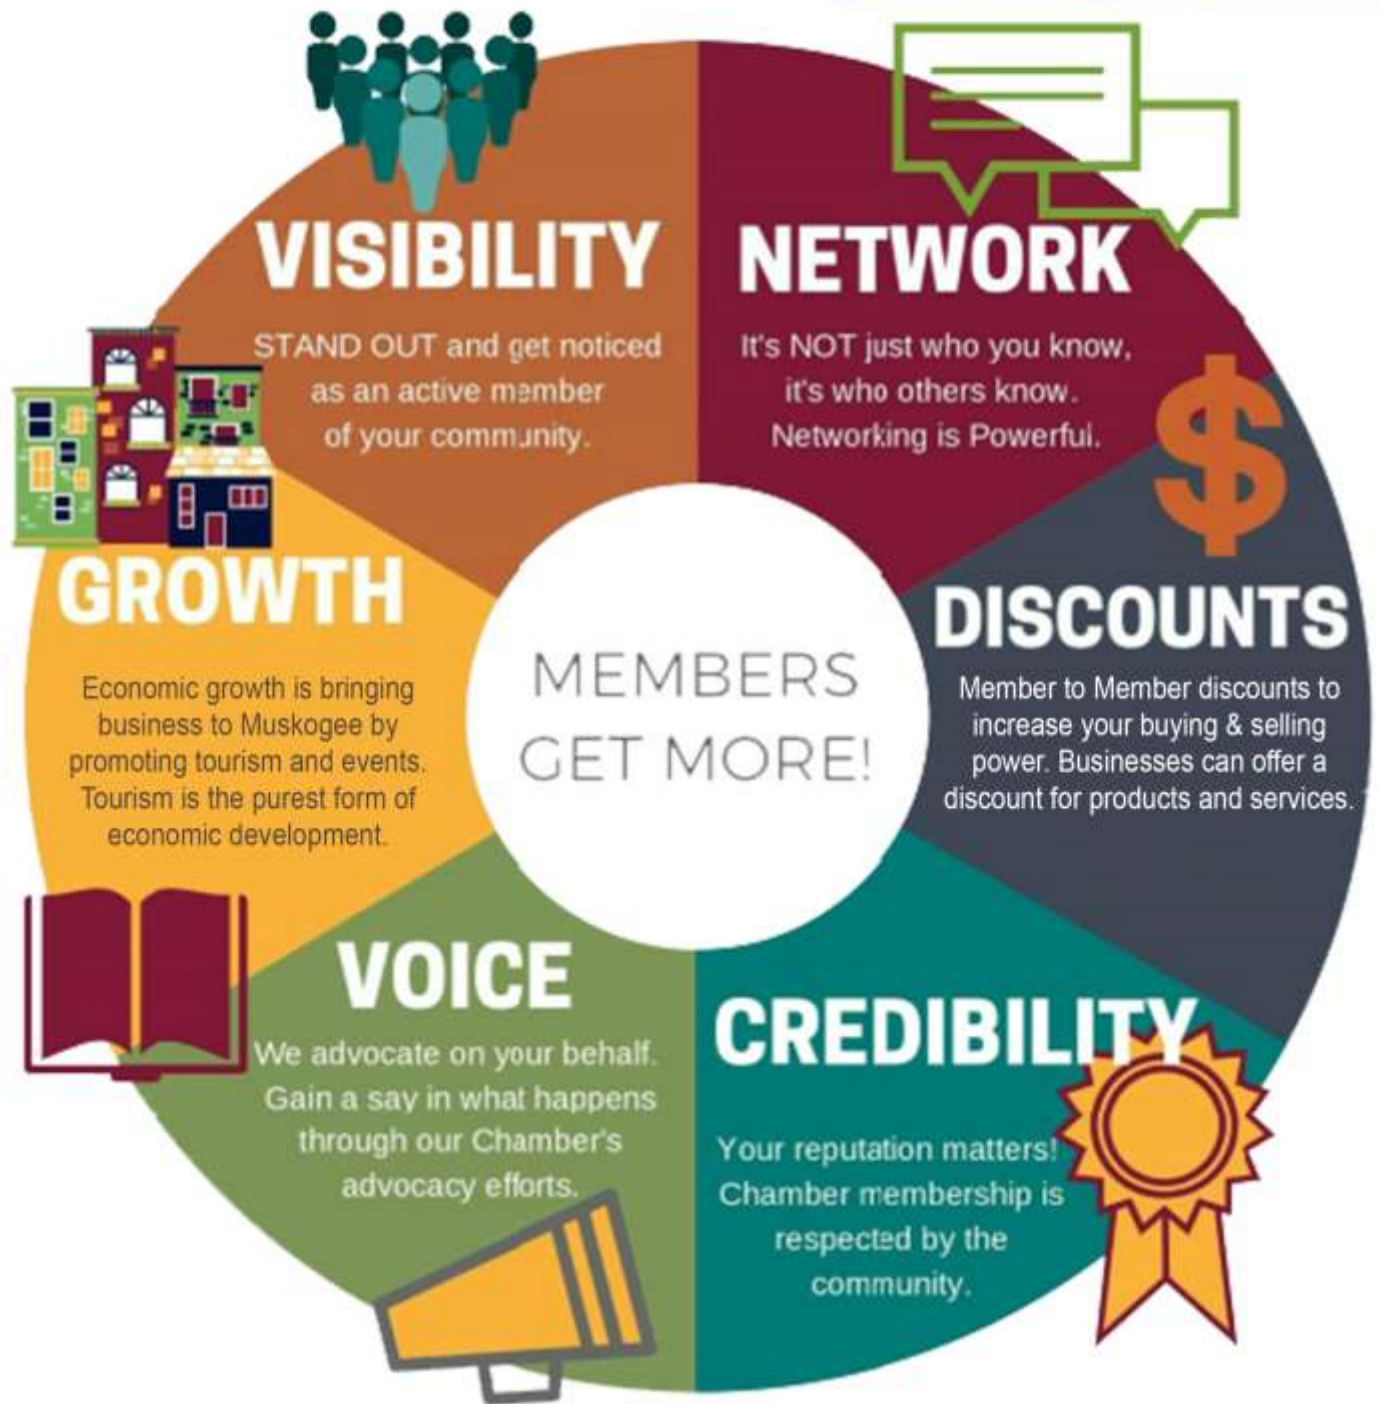 VISIBILITY
STAND OUT and get noticed
as an active member
of your community.
NETWORK
It's NOT just who you know,
it's who others know.
Networking is Powerful.
DISCOUNTS
Member to Member discounts to
increase your buying & selling
power. Businesses can offer a
discount for products and services.
CREDIBILITY
Your reputation matters!
Chamber membership is
respected by the
community.
VOICE
We advocate on your behalf.
Gain a say in what happens
through our Chamber's
advocacy efforts.
GROWTH
Economic growth is bringing
business to Muskogee by
promoting tourism and events.
Tourism is the purest form of
economic development.
MEMBERS
GET MORE!